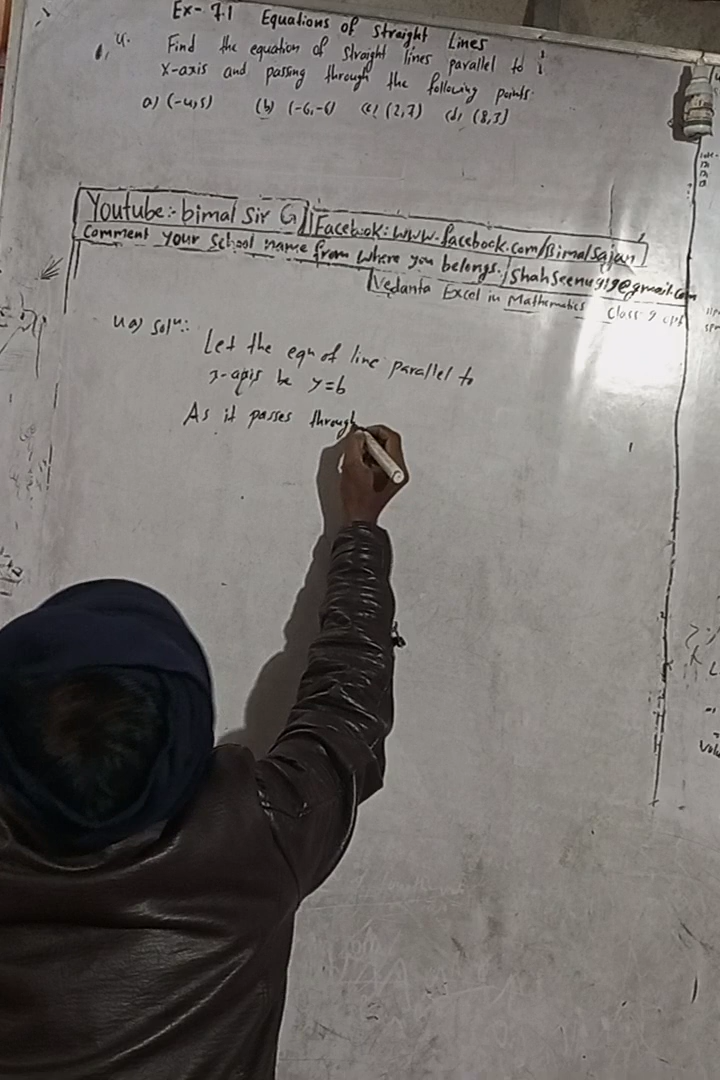 Ex- 7.1 Equations of Straight Lines
4. Find the equation of straight lines parallel to
X-axis and passing through the following points:
a) (-4,5) (b) (-6,-6) (c) (2,7) (d) (8,3)
Youtube:- bimal Sir G || Facebook: www.facebook.com/Bimalsajan
Comment your School name from where you belongs. / Shahseenu919@gmail.com
Vedanta Excel in Mathematics Class 9
4 a) Solⁿ:
Let the eqn of line parallel to
x-axis be y=b
As it passes through